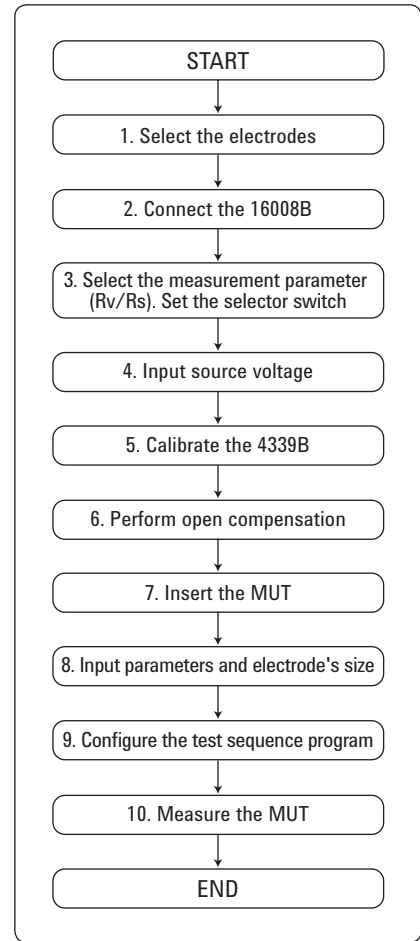 START
1. Select the electrodes
2. Connect the 16008B
3. Select the measurement parameter
(Rv/Rs). Set the selector switch
4. Input source voltage
5. Calibrate the 4339B
6. Perform open compensation
7. Insert the MUT
8. Input parameters and electrode's size
9. Configure the test sequence program
10. Measure the MUT
END